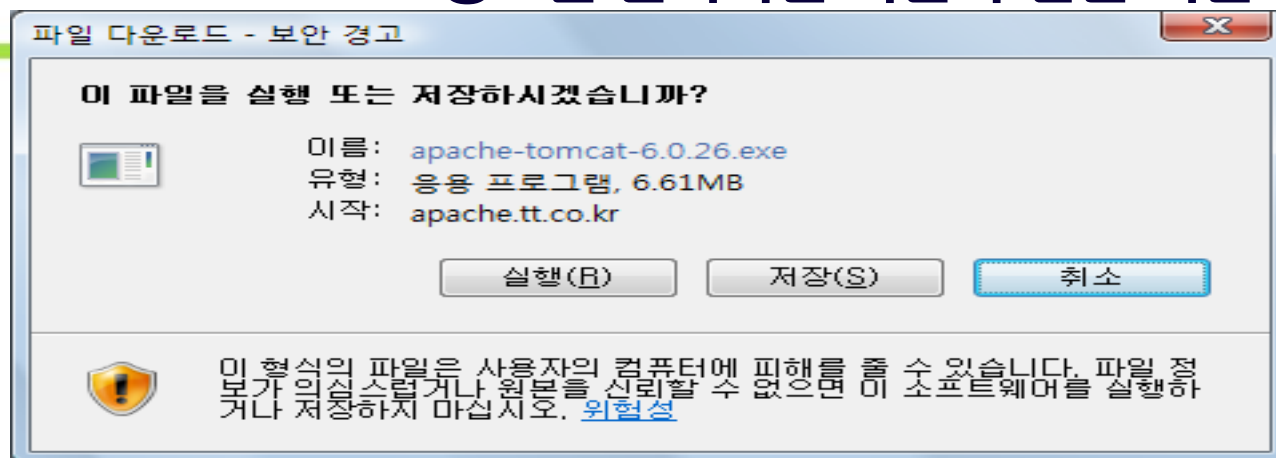 파일 다운로드 - 보안 경고
이 파일을 실행 또는 저장하시겠습니까?
이름: apache-tomcat-6.0.26.exe
유형: 응용 프로그램, 6.61MB
시작: apache.tt.co.kr
실행(R) 저장(S) 취소
이 형식의 파일은 사용자의 컴퓨터에 피해를 줄 수 있습니다. 파일 정
보가 의심스럽거나 원본을 신뢰할 수 없으면 이 소프트웨어를 실행하
거나 저장하지 마십시오. 위험성